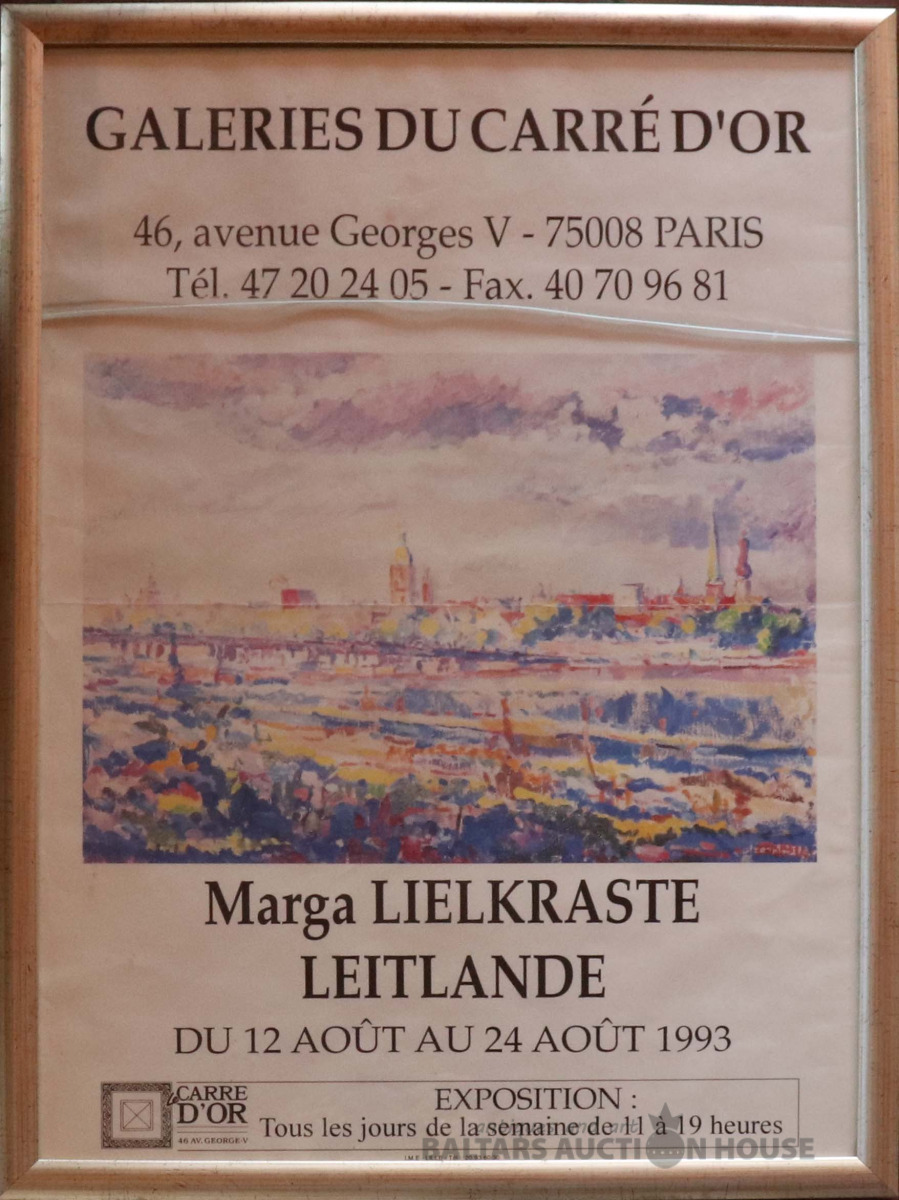 GALERIES DU CARRÉ D'OR
46, avenue Georges V - 75008 PARIS
Tél. 47 20 24 05 - Fax. 40 70 96 81
Marga LIELKRASTE
LEITLANDE
DU 12 AOÛT AU 24 AOÛT 1993
Le CARRE
D'OR
46 AV. GEORGE-V
EXPOSITION :
Tous les jours de la semaine de 11 à 19 heures
BALTARS AUCTION HOUSE